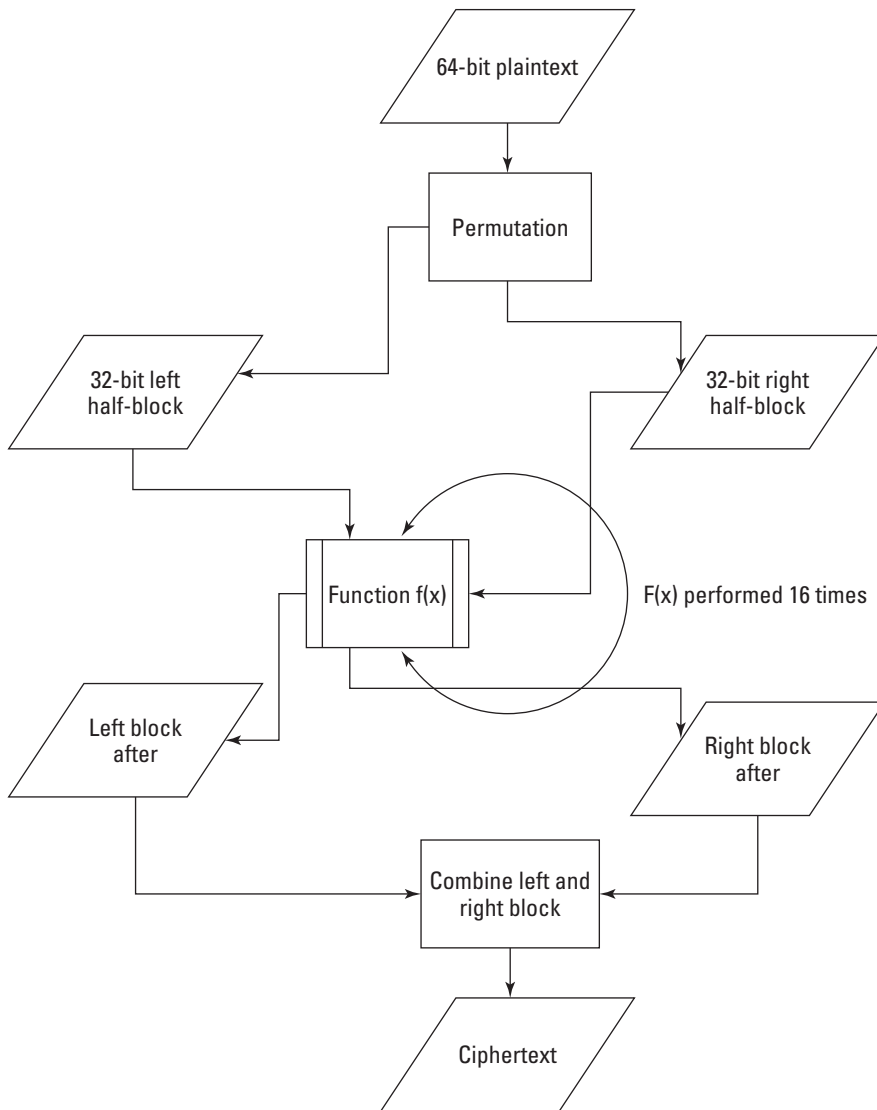 64-bit plaintext
Permutation
32-bit left
half-block
32-bit right
half-block
Function f(x)
F(x) performed 16 times
Left block
after
Right block
after
Combine left and
right block
Ciphertext